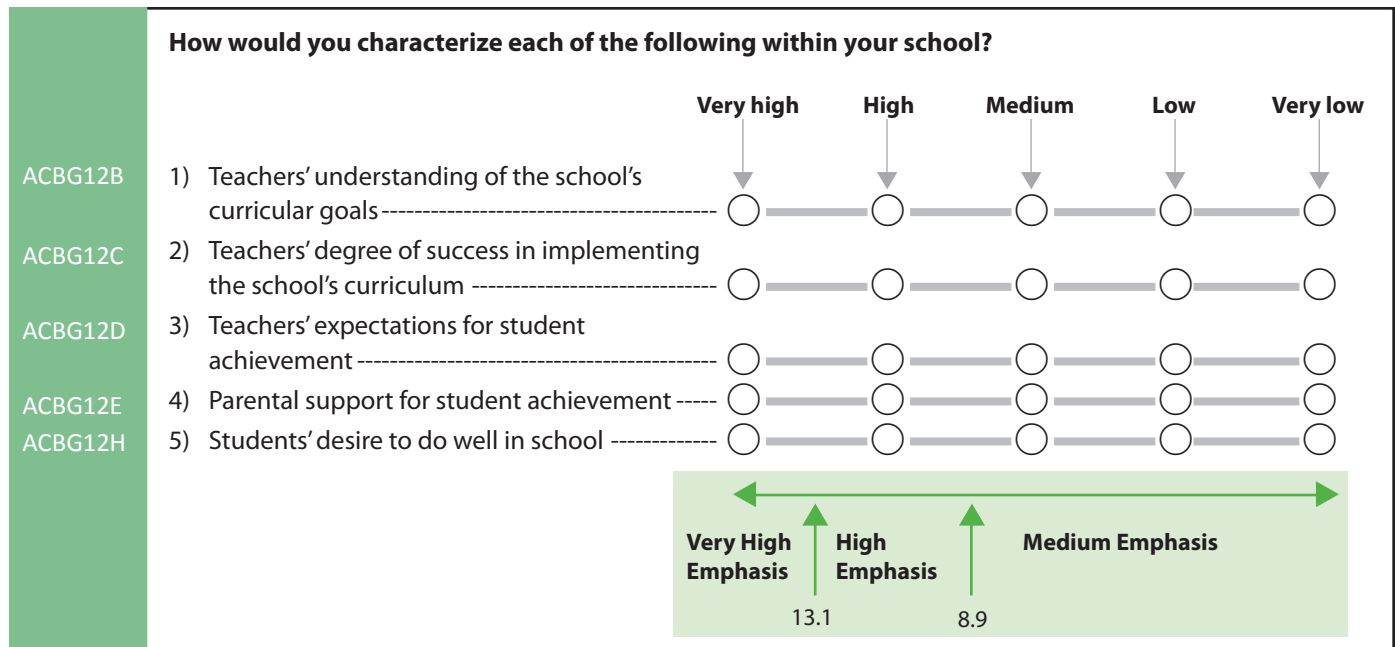 How would you characterize each of the following within your school?
Very high High Medium Low Very low
ACBG12B 1) Teachers’ understanding of the school’s
curricular goals
ACBG12C 2) Teachers’ degree of success in implementing
the school’s curriculum
ACBG12D 3) Teachers’ expectations for student
achievement
ACBG12E 4) Parental support for student achievement
ACBG12H 5) Students’ desire to do well in school
Very High High Medium Emphasis
Emphasis Emphasis
13.1 8.9